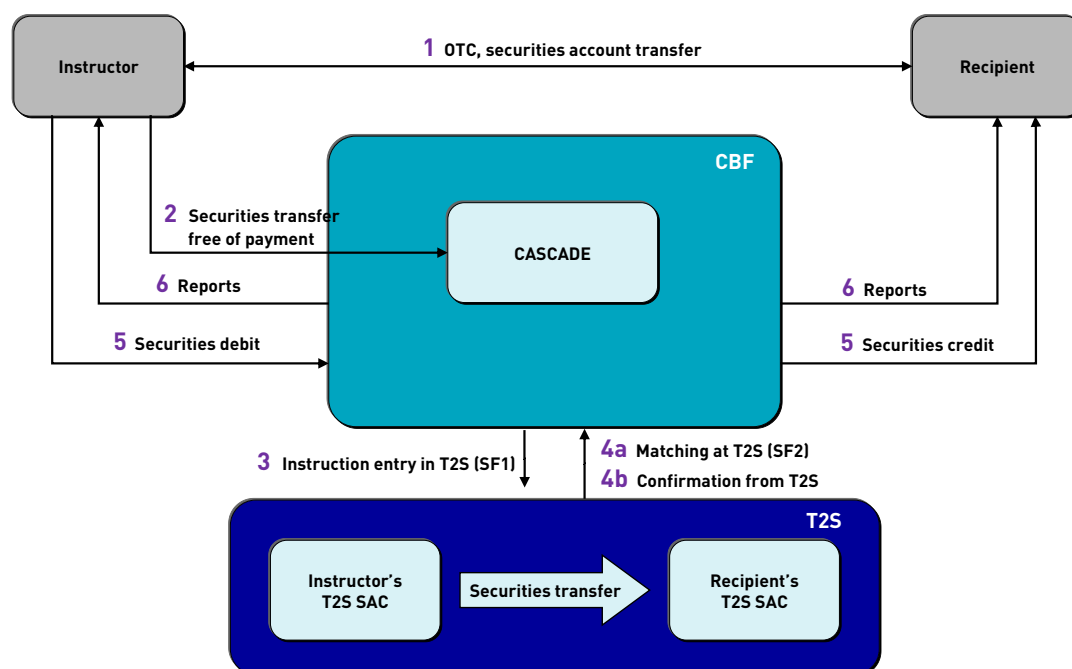 1 OTC, securities account transfer
Instructor
Recipient
CBF
2 Securities transfer
free of payment
CASCADE
6 Reports
6 Reports
5 Securities debit
5 Securities credit
3 Instruction entry in T2S (SF1)
4a Matching at T2S (SF2)
4b Confirmation from T2S
T2S
Instructor’s
T2S SAC
Securities transfer
Recipient’s
T2S SAC